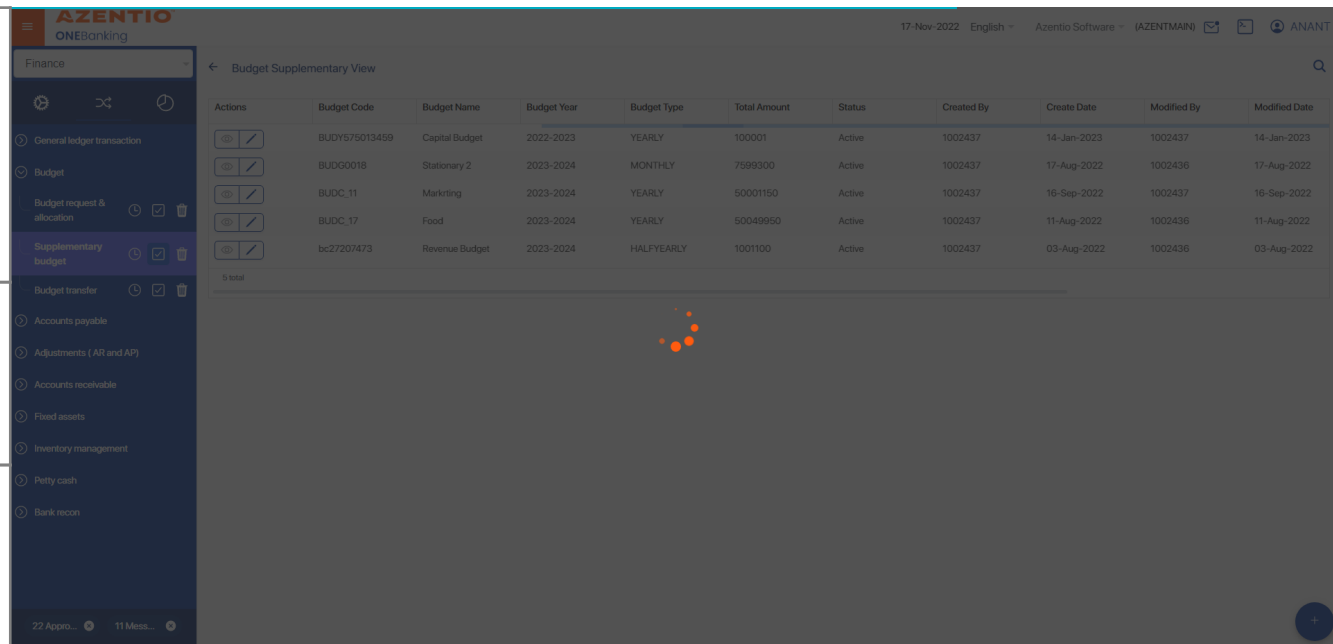 AZENTIO
ONEBanking
17-Nov-2022 English Azentio Software (AZENTMAIN) ANANT
Finance
Budget Supplementary View
Actions Budget Code Budget Name Budget Year Budget Type Total Amount Status Created By Create Date Modified By Modified Date
BUDY575013459 Capital Budget 2022-2023 YEARLY 100001 Active 1002437 14-Jan-2023 1002437 14-Jan-2023
BUDG0018 Stationary 2 2023-2024 MONTHLY 7599300 Active 1002437 17-Aug-2022 1002436 17-Aug-2022
BUDC_11 Markrting 2023-2024 YEARLY 50001150 Active 1002437 16-Sep-2022 1002437 16-Sep-2022
BUDC_17 Food 2023-2024 YEARLY 50049950 Active 1002437 11-Aug-2022 1002436 11-Aug-2022
bc27207473 Revenue Budget 2023-2024 HALFYEARLY 1001100 Active 1002437 03-Aug-2022 1002436 03-Aug-2022
5 total
General ledger transaction
Budget
Budget request &
allocation
Supplementary
budget
Budget transfer
Accounts payable
Adjustments ( AR and AP)
Accounts receivable
Fixed assets
Inventory management
Petty cash
Bank recon
22 Appro... 11 Mess...